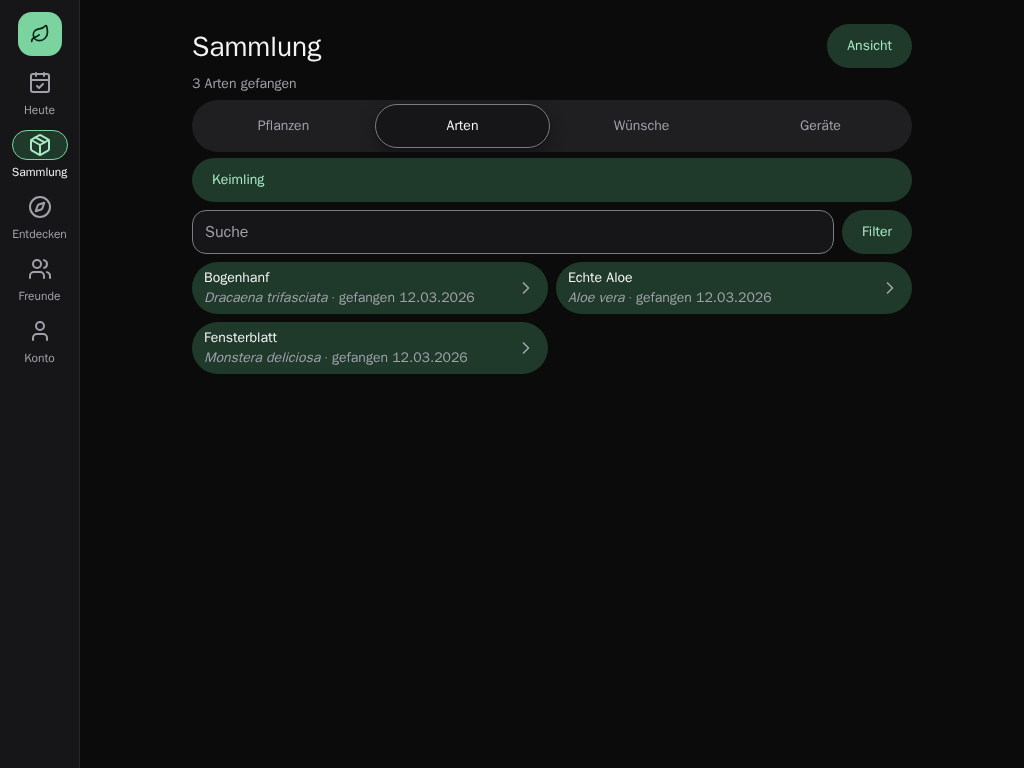 Sammlung
Ansicht
3 Arten gefangen
Pflanzen
Arten
Wünsche
Geräte
Keimling
Suche
Filter
Bogenhanf
Dracaena trifasciata · gefangen 12.03.2026
Echte Aloe
Aloe vera · gefangen 12.03.2026
Fensterblatt
Monstera deliciosa · gefangen 12.03.2026
Heute
Sammlung
Entdecken
Freunde
Konto